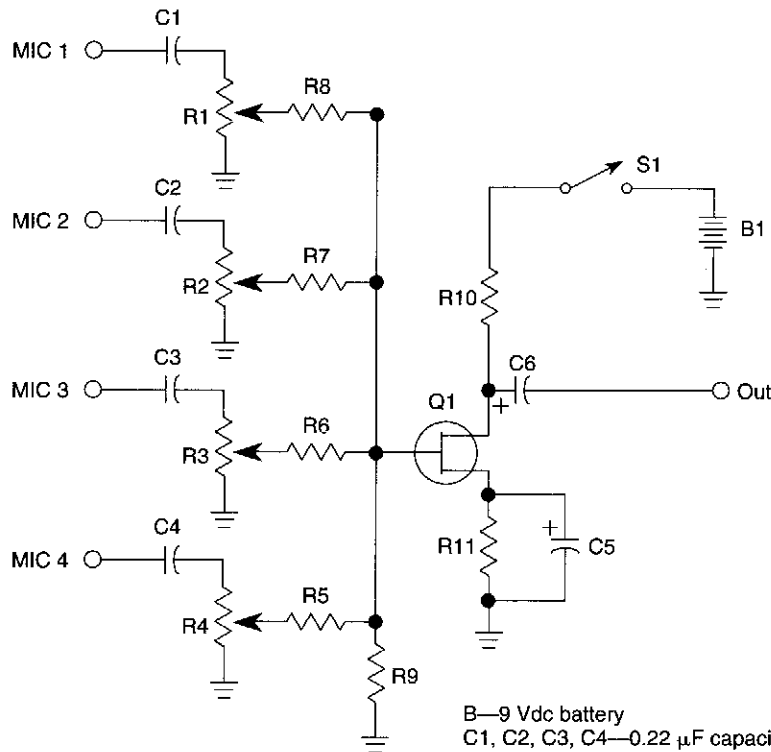 C1
MIC 1
R8
R1
S1
C2
MIC 2
B1
R7
R2
R10
C3
C6
MIC 3
+
Out
Q1
R6
R3
C4
+
R11
C5
MIC 4
R5
R4
R9
B—9 Vdc battery
C1, C2, C3, C4—0.22 µF